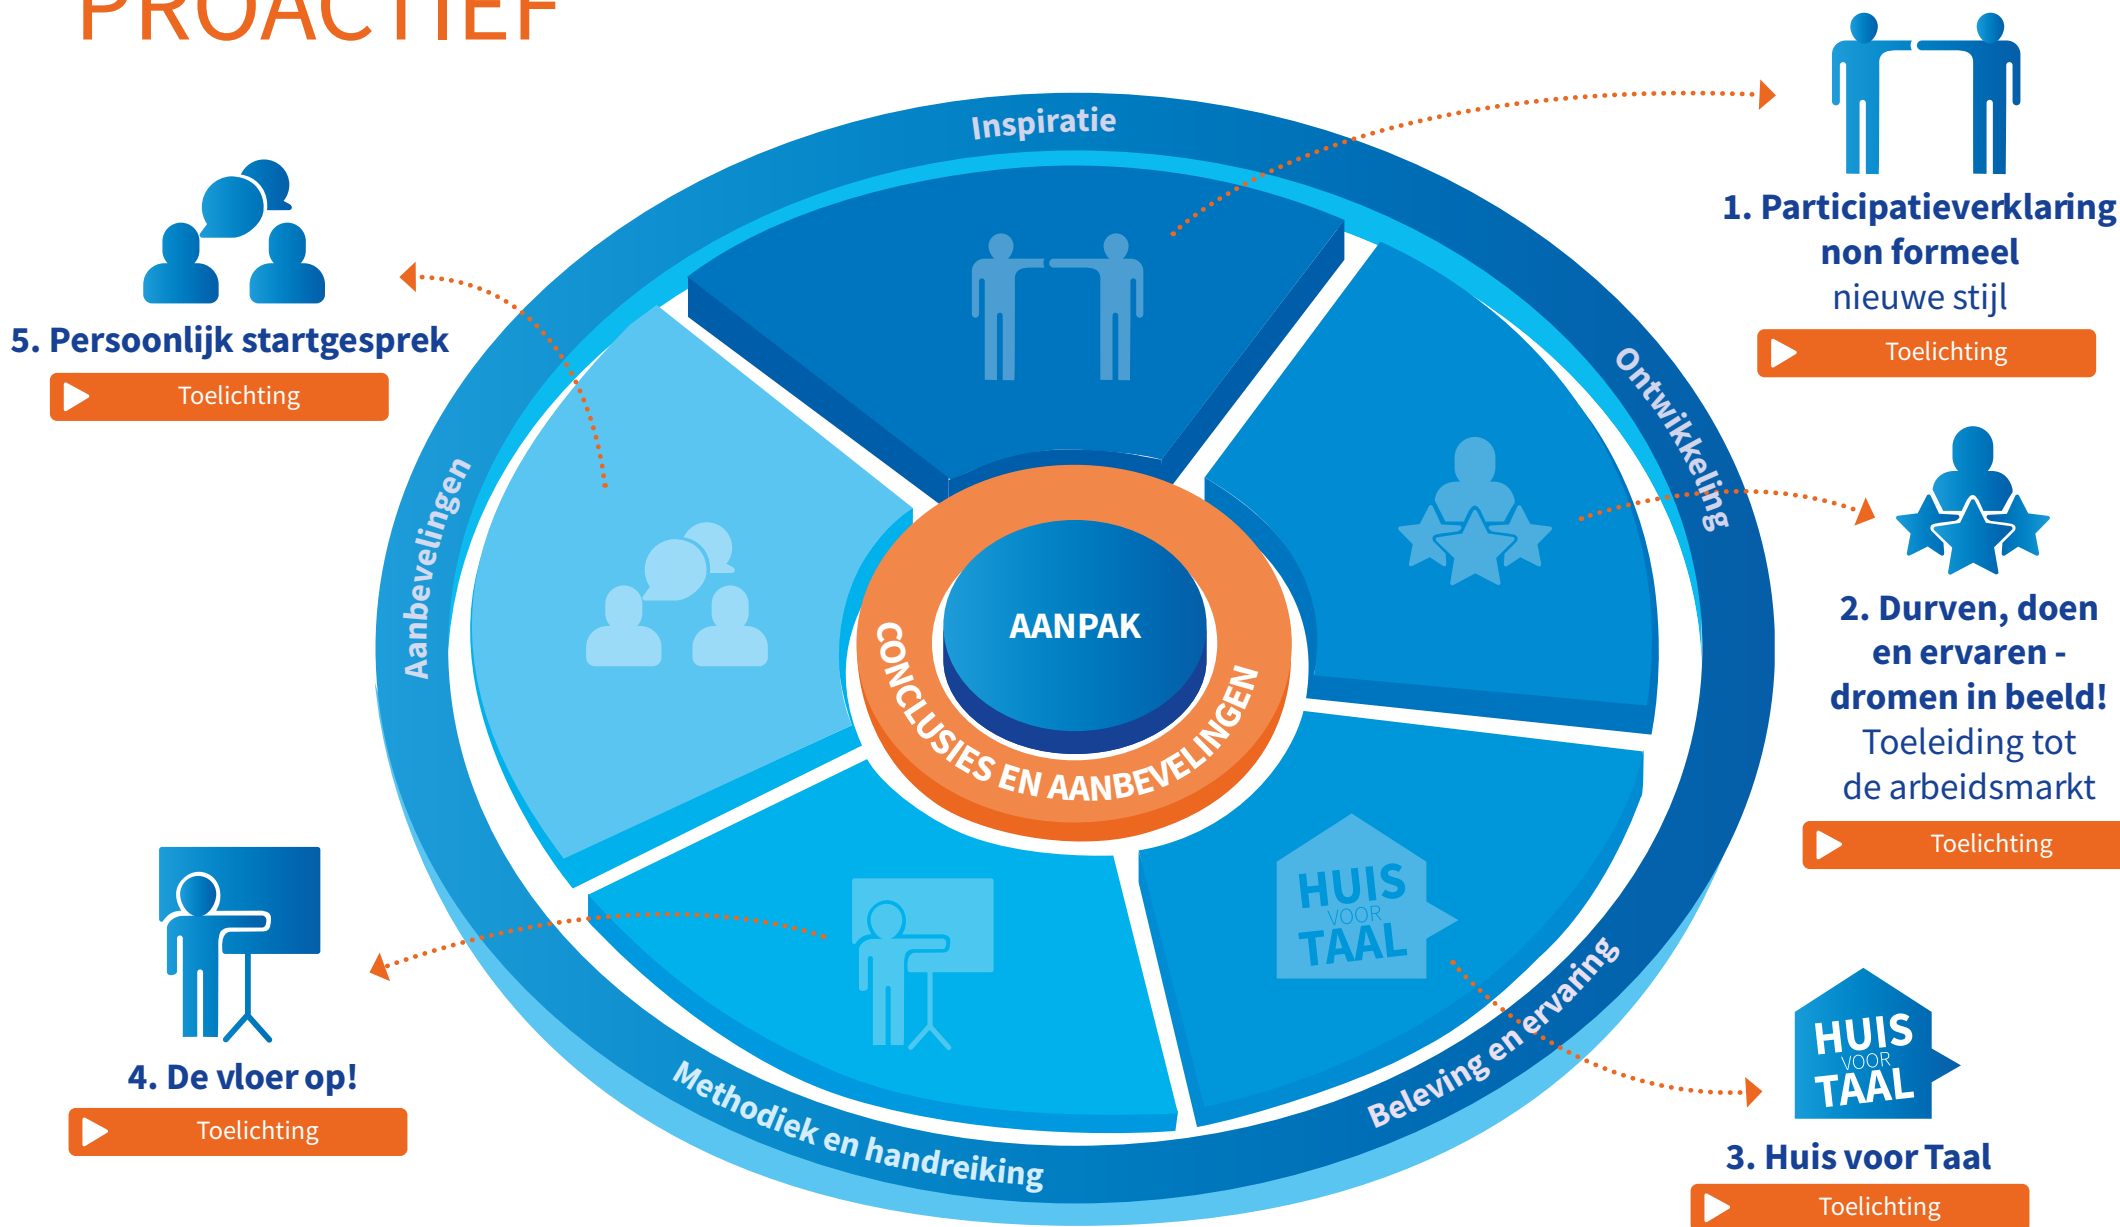 PROACTIEF
Inspiratie
Ontwikkeling
Beleving en ervaring
Methodiek en handreiking
Aanbevelingen
AANPAK
CONCLUSIES EN AANBEVELINGEN
HUIS
VOOR
TAAL
1. Participatieverklaring
non formeel
nieuwe stijl
Toelichting
2. Durven, doen
en ervaren -
dromen in beeld!
Toeleiding tot
de arbeidsmarkt
Toelichting
HUIS
VOOR
TAAL
3. Huis voor Taal
Toelichting
4. De vloer op!
Toelichting
5. Persoonlijk startgesprek
Toelichting